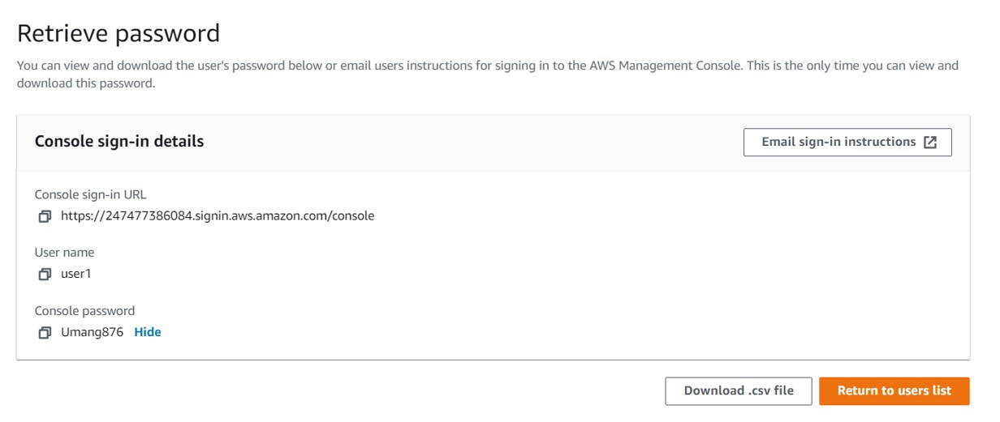 Retrieve password
You can view and download the user's password below or email users instructions for signing in to the AWS Management Console. This is the only time you can view and
download this password.
Console sign-in details
Email sign-in instructions
Console sign-in URL
https://247477386084.signin.aws.amazon.com/console
User name
user1
Console password
Umang876 Hide
Download .csv file
Return to users list